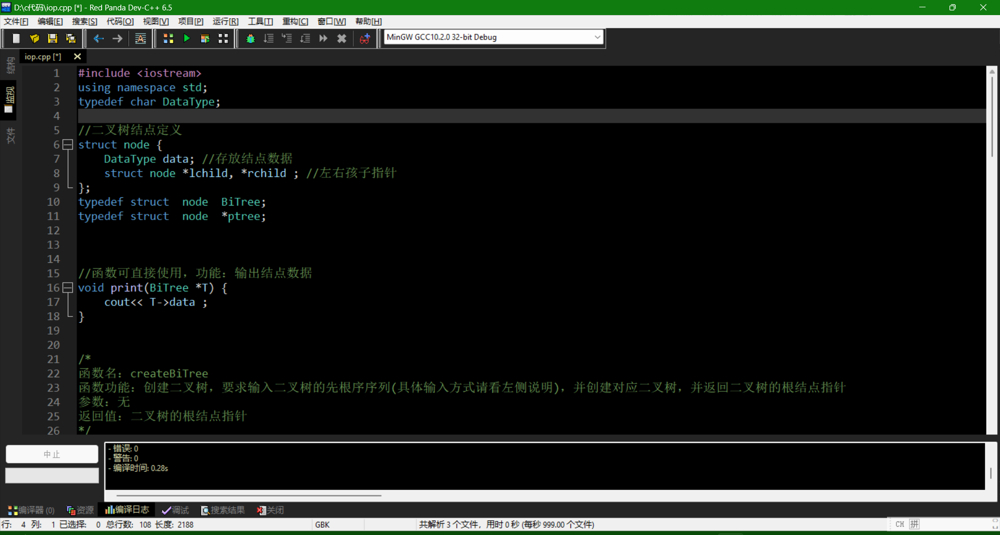 D:\c代码\iop.cpp [*] - Red Panda Dev-C++ 6.5
文件[F] 编辑[E] 搜索[S] 代码[O] 视图[V] 项目[P] 运行[R] 工具[T] 重构[C] 窗口[W] 帮助[H]
MinGW GCC10.2.0 32-bit Debug
iop.cpp [*]
结构
监视
文件
1 #include <iostream>
2 using namespace std;
3 typedef char DataType;
4
5 //二叉树结点定义
6 struct node {
7 DataType data; //存放结点数据
8 struct node *lchild, *rchild ; //左右孩子指针
9 };
10 typedef struct node BiTree;
11 typedef struct node *ptree;
12
13
14
15 //函数可直接使用，功能：输出结点数据
16 void print(BiTree *T) {
17 cout<< T->data ;
18 }
19
20
21 /*
22 函数名：createBiTree
23 函数功能：创建二叉树，要求输入二叉树的先根序序列(具体输入方式请看左侧说明)，并创建对应二叉树，并返回二叉树的根结点指针
24 参数：无
25 返回值：二叉树的根结点指针
26 */
中止
- 错误: 0
- 警告: 0
- 编译时间: 0.28s
编译器 (0) 资源 编译日志 调试 搜索结果 关闭
行: 4 列: 1 已选择: 0 总行数: 108 长度: 2188 GBK 共解析 3 个文件，用时 0 秒 (每秒 999.00 个文件)
CH 拼